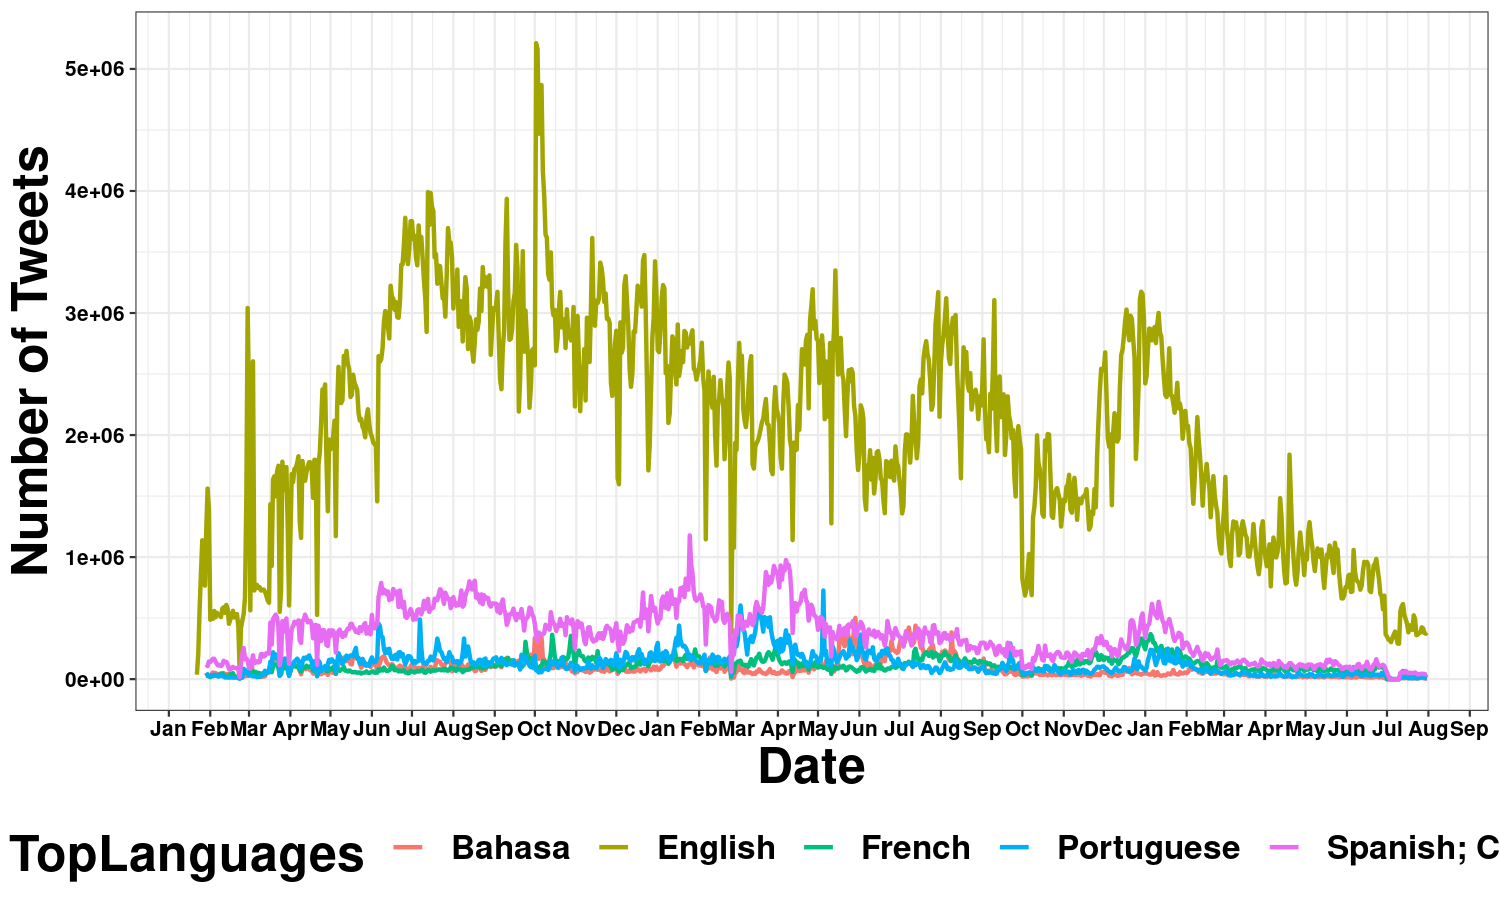 Number of Tweets
5e+06
4e+06
3e+06
2e+06
1e+06
0e+00
Jan Feb Mar Apr May Jun Jul Aug Sep Oct Nov Dec Jan Feb Mar Apr May Jun Jul Aug Sep Oct Nov Dec Jan Feb Mar Apr May Jun Jul Aug Sep
Date
TopLanguages Bahasa English French Portuguese Spanish; C